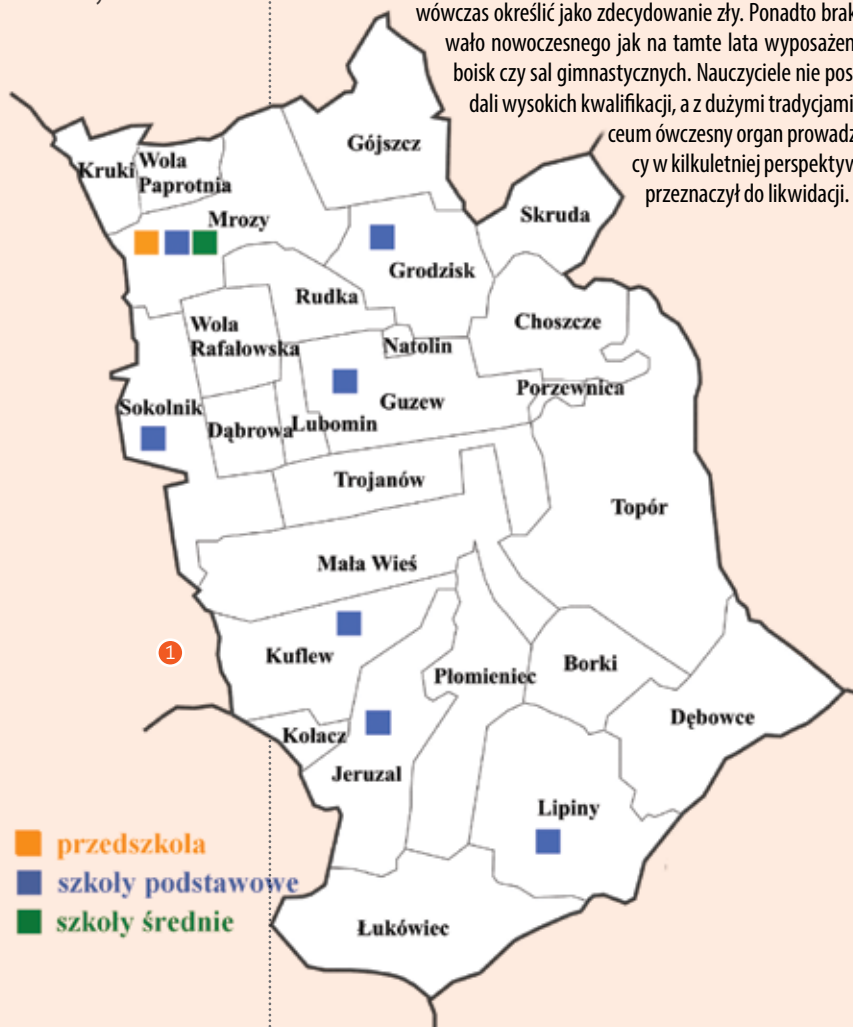 wówczas określić jako zdecydowanie zły. Ponadto brak
wało nowoczesnego jak na tamte lata wyposażen
boisk czy sal gimnastycznych. Nauczyciele nie pos
dali wysokich kwalifikacji, a z dużymi tradycjami
ceum ówczesny organ prowadz
cy w kilkuletniej perspektyw
przeznaczył do likwidacji.
Gójszcz
Kruki
Wola
Paprotnia
Mrozy
Skruda
Grodzisk
Rudka
Choszcze
Wola
Rafałowska
Natolin
Porzewnica
Guzew
Sokolnik
Lubomin
Dąbrowa
Trojanów
Topór
Mała Wieś
1
Kuflew
Płomieniec
Borki
Dębowce
Kołacz
Jeruzal
Lipiny
przedszkola
szkoły podstawowe
szkoły średnie
Łukówiec